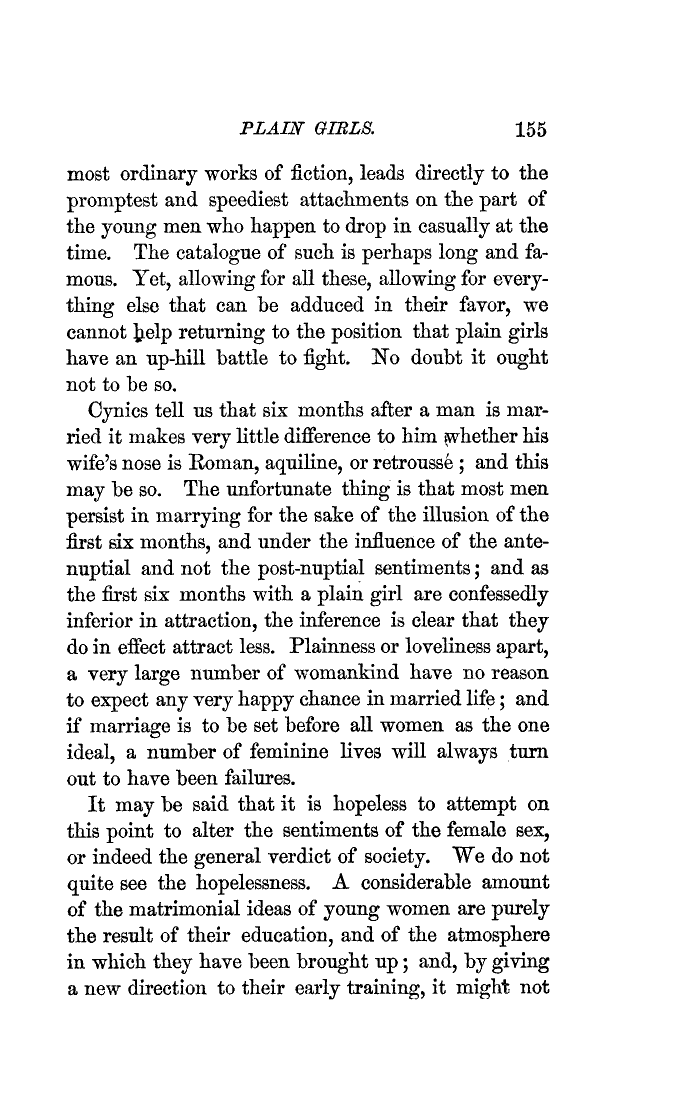 PLAIN GIRLS. 155
most ordinary works of fiction, leads directly to the
promptest and speediest attachments on the part of
the young men who happen to drop in casually at the
time. The catalogue of such is perhaps long and fa-
mous. Yet, allowing for all these, allowing for every-
thing else that can be adduced in their favor, we
cannot help returning to the position that plain girls
have an up-hill battle to fight. No doubt it ought
not to be so.
Cynics tell us that six months after a man is mar-
ried it makes very little difference to him whether his
wife's nose is Roman, aquiline, or retroussé ; and this
may be so. The unfortunate thing is that most men
persist in marrying for the sake of the illusion of the
first six months, and under the influence of the ante-
nuptial and not the post-nuptial sentiments ; and as
the first six months with a plain girl are confessedly
inferior in attraction, the inference is clear that they
do in effect attract less. Plainness or loveliness apart,
a very large number of womankind have no reason
to expect any very happy chance in married life ; and
if marriage is to be set before all women as the one
ideal, a number of feminine lives will always turn
out to have been failures.
It may be said that it is hopeless to attempt on
this point to alter the sentiments of the female sex,
or indeed the general verdict of society. We do not
quite see the hopelessness. A considerable amount
of the matrimonial ideas of young women are purely
the result of their education, and of the atmosphere
in which they have been brought up ; and, by giving
a new direction to their early training, it might not